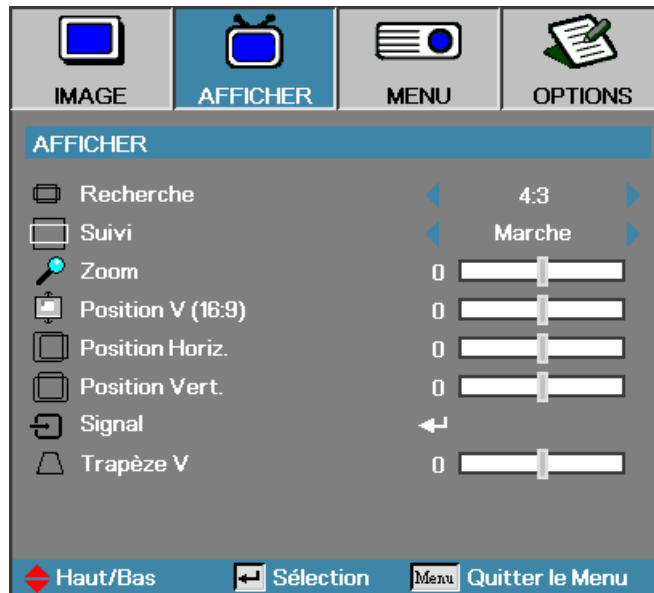 IMAGE AFFICHER MENU OPTIONS
AFFICHER
Recherche 4:3
Suivi Marche
Zoom 0
Position V (16:9) 0
Position Horiz. 0
Position Vert. 0
Signal
Trapèze V 0
Haut/Bas Sélection Menu Quitter le Menu